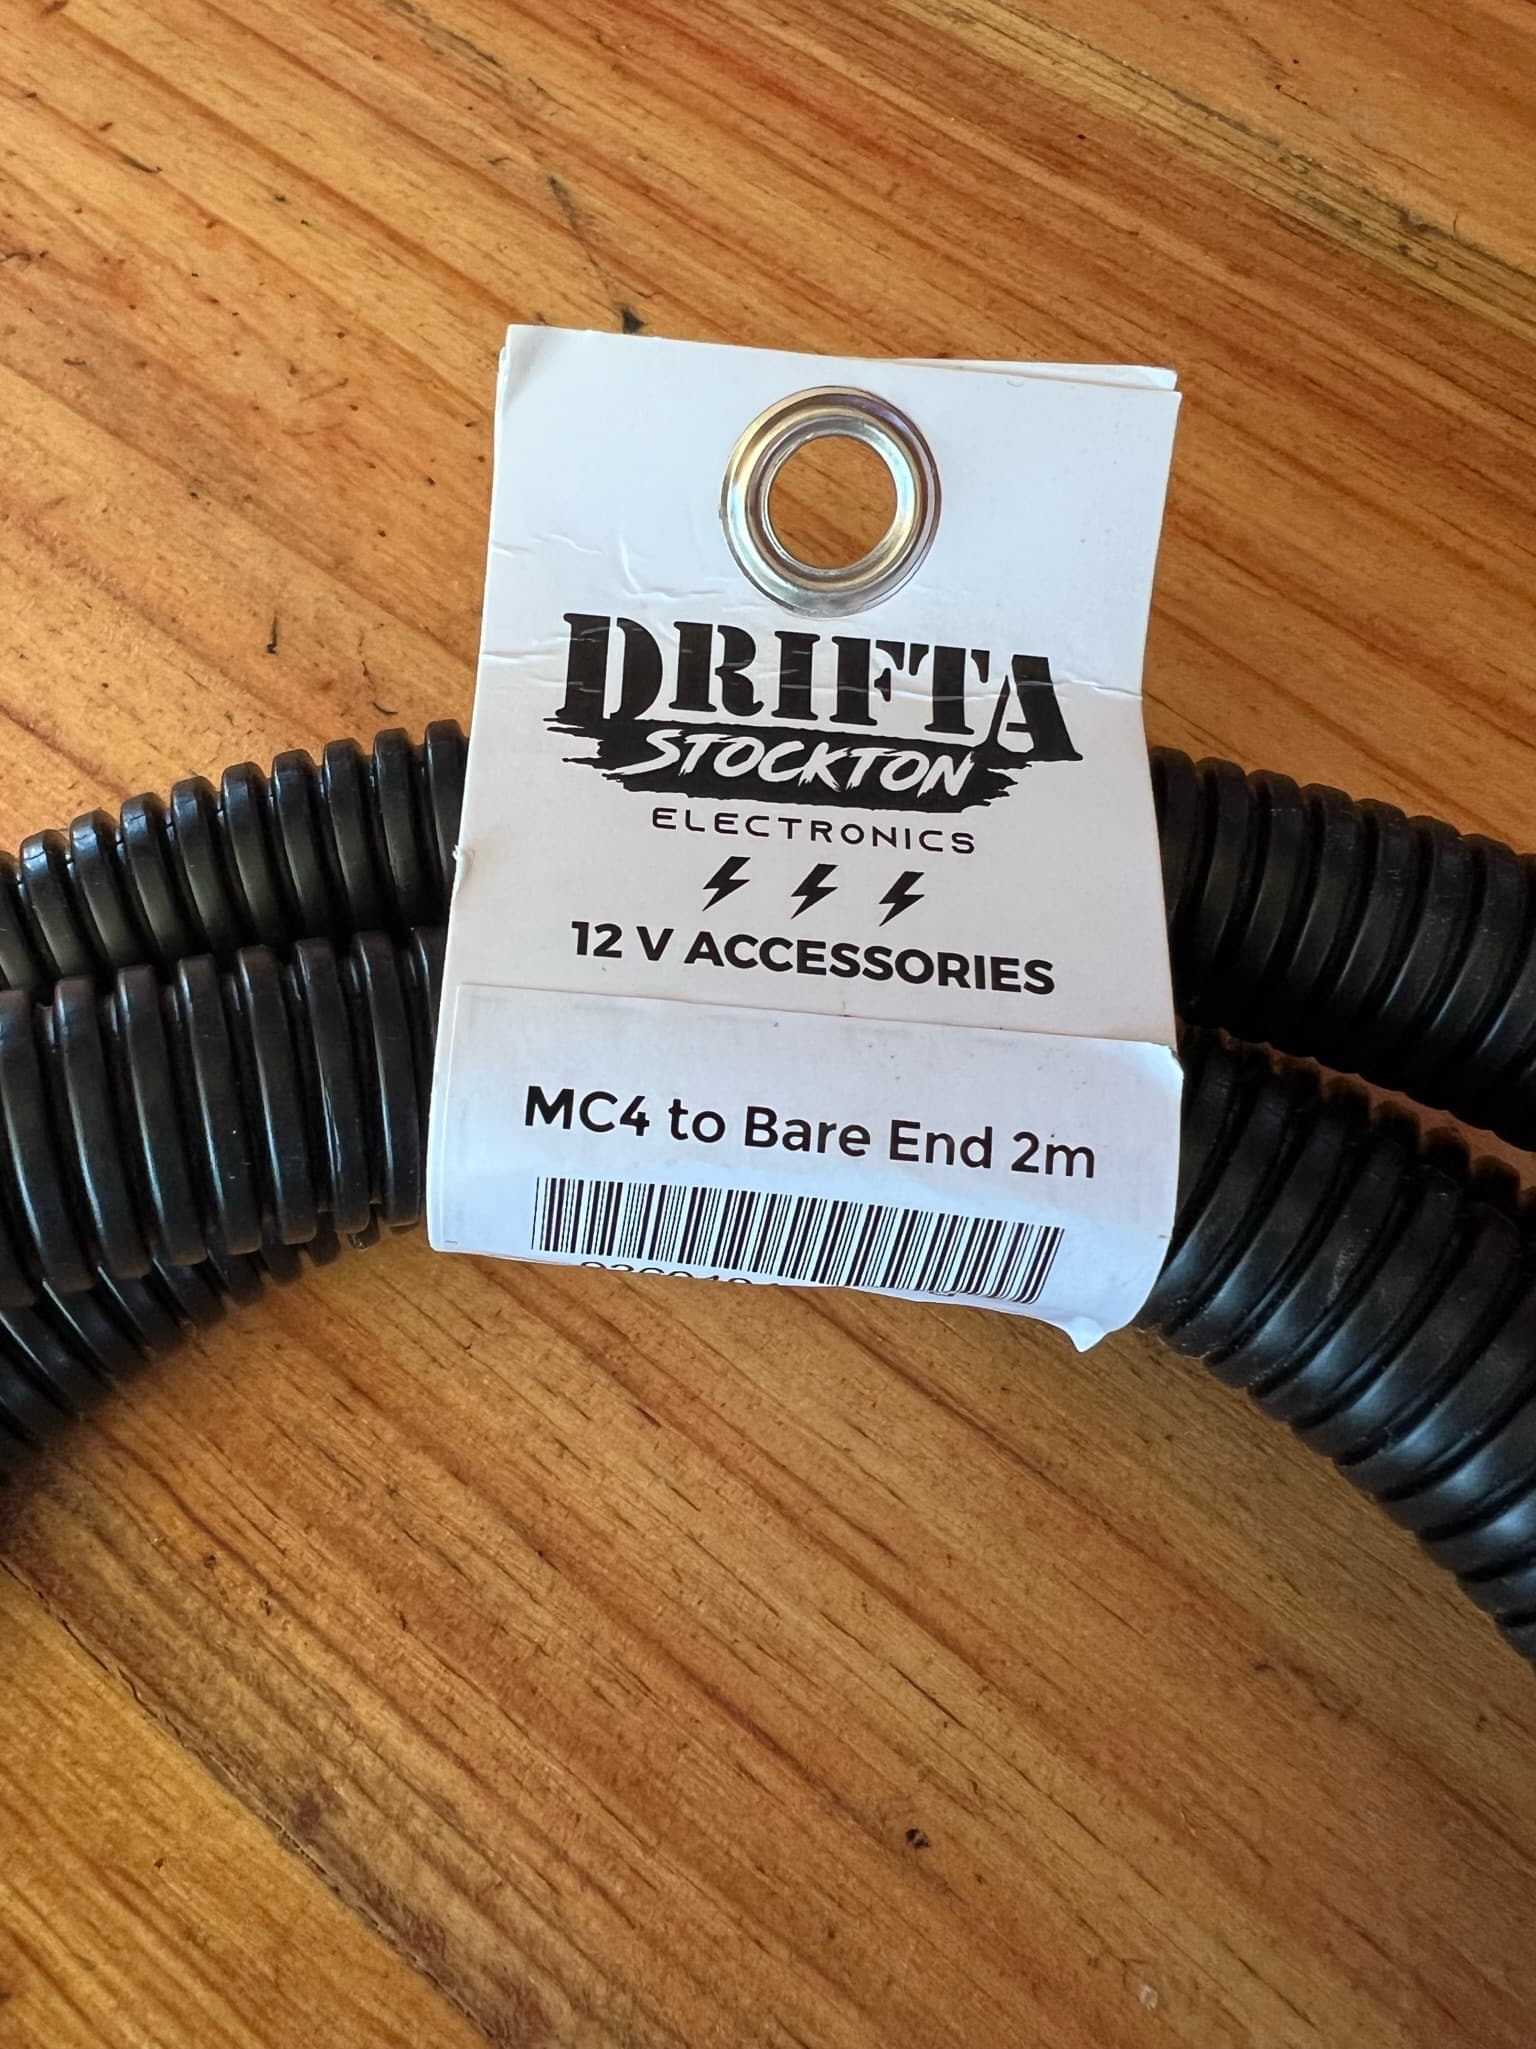 DRIFTA
STOCKTON
ELECTRONICS
12 V ACCESSORIES
MC4 to Bare End 2m